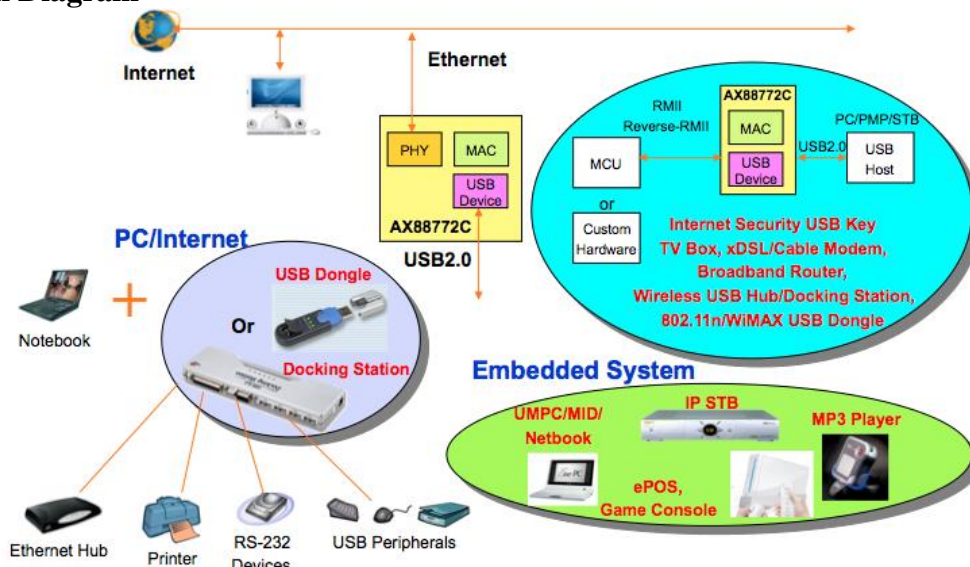 Diagram
Internet
Ethernet
PHY
MAC
USB
Device
AX88772C
USB2.0
AX88772C
MAC
USB
Device
RMII
Reverse-RMII
MCU
or
Custom
Hardware
PC/PMP/STB
USB2.0
USB
Host
Internet Security USB Key
TV Box, xDSL/Cable Modem,
Broadband Router,
Wireless USB Hub/Docking Station,
802.11n/WiMAX USB Dongle
PC/Internet
Notebook
+
USB Dongle
Or
Docking Station
Ethernet Hub
Printer
RS-232
Devices
USB Peripherals
Embedded System
UMPC/MID/
Netbook
IP STB
MP3 Player
ePOS,
Game Console